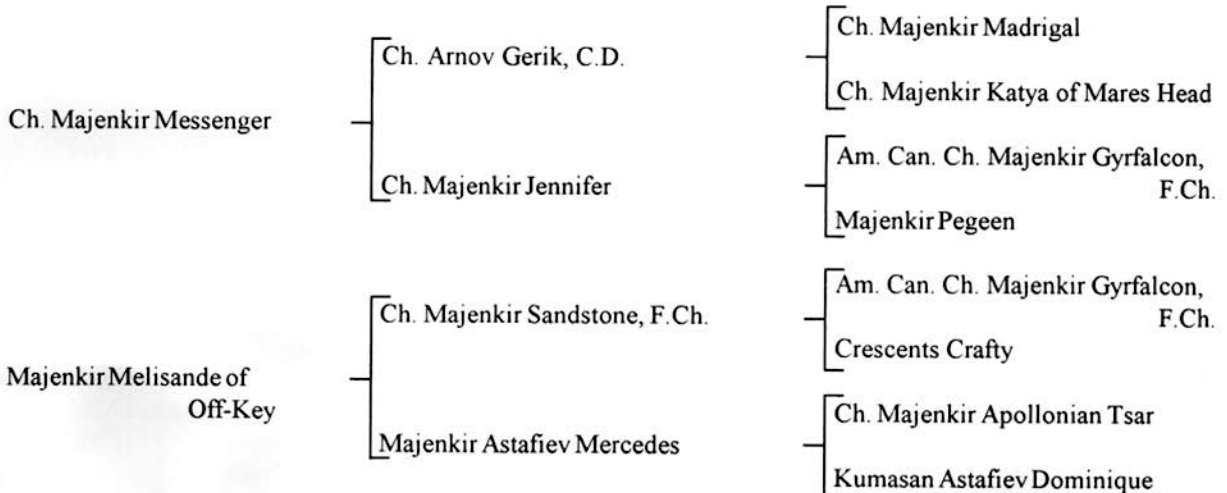 Ch. Majenkir Madrigal
Ch. Arnov Gerik, C.D.
Ch. Majenkir Katya of Mares Head
Ch. Majenkir Messenger
Am. Can. Ch. Majenkir Gyrfalcon,
F.Ch.
Ch. Majenkir Jennifer
Majenkir Pegeen
Am. Can. Ch. Majenkir Gyrfalcon,
F.Ch.
Ch. Majenkir Sandstone, F.Ch.
Crescents Crafty
Majenkir Melisande of
Off-Key
Ch. Majenkir Apollonian Tsar
Majenkir Astafiev Mercedes
Kumasan Astafiev Dominique